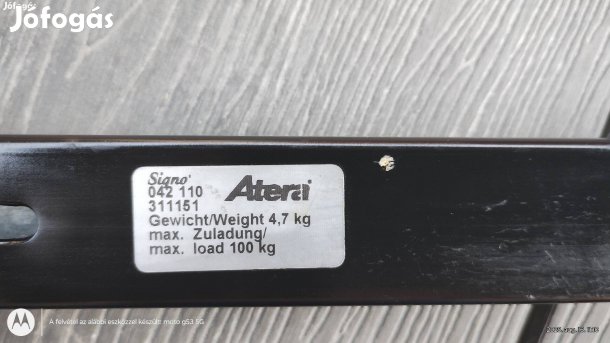 Jófogás
Jófogás
Signo
042 110
Atera
311151
Gewicht/Weight 4,7 kg
max. Zuladung/
max. load 100 kg
A felvétel az alábbi eszközzel készült: moto g53 5G